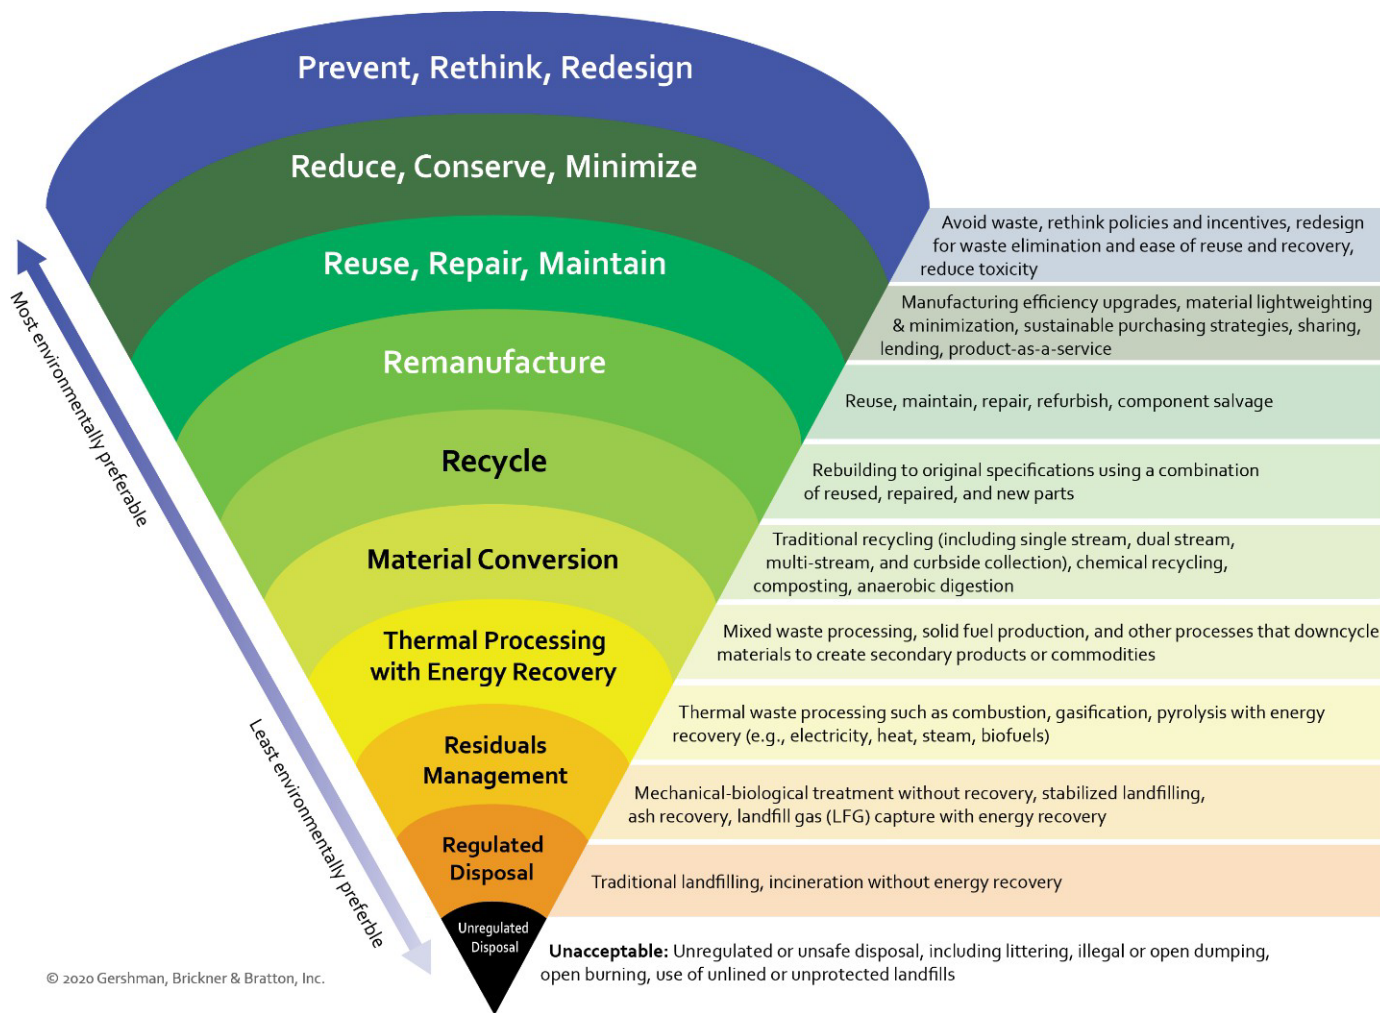 Prevent, Rethink, Redesign
Reduce, Conserve, Minimize
Reuse, Repair, Maintain
Remanufacture
Recycle
Material Conversion
Thermal Processing
with Energy Recovery
Residuals
Management
Regulated
Disposal
Unregulated
Disposal
Most environmentally preferable
Least environmentally preferble
Avoid waste, rethink policies and incentives, redesign
for waste elimination and ease of reuse and recovery,
reduce toxicity
Manufacturing efficiency upgrades, material lightweighting
& minimization, sustainable purchasing strategies, sharing,
lending, product-as-a-service
Reuse, maintain, repair, refurbish, component salvage
Rebuilding to original specifications using a combination
of reused, repaired, and new parts
Traditional recycling (including single stream, dual stream,
multi-stream, and curbside collection), chemical recycling,
composting, anaerobic digestion
Mixed waste processing, solid fuel production, and other processes that downcycle
materials to create secondary products or commodities
Thermal waste processing such as combustion, gasification, pyrolysis with energy
recovery (e.g., electricity, heat, steam, biofuels)
Mechanical-biological treatment without recovery, stabilized landfilling,
ash recovery, landfill gas (LFG) capture with energy recovery
Traditional landfilling, incineration without energy recovery
Unacceptable: Unregulated or unsafe disposal, including littering, illegal or open dumping,
open burning, use of unlined or unprotected landfills
© 2020 Gershman, Brickner & Bratton, Inc.